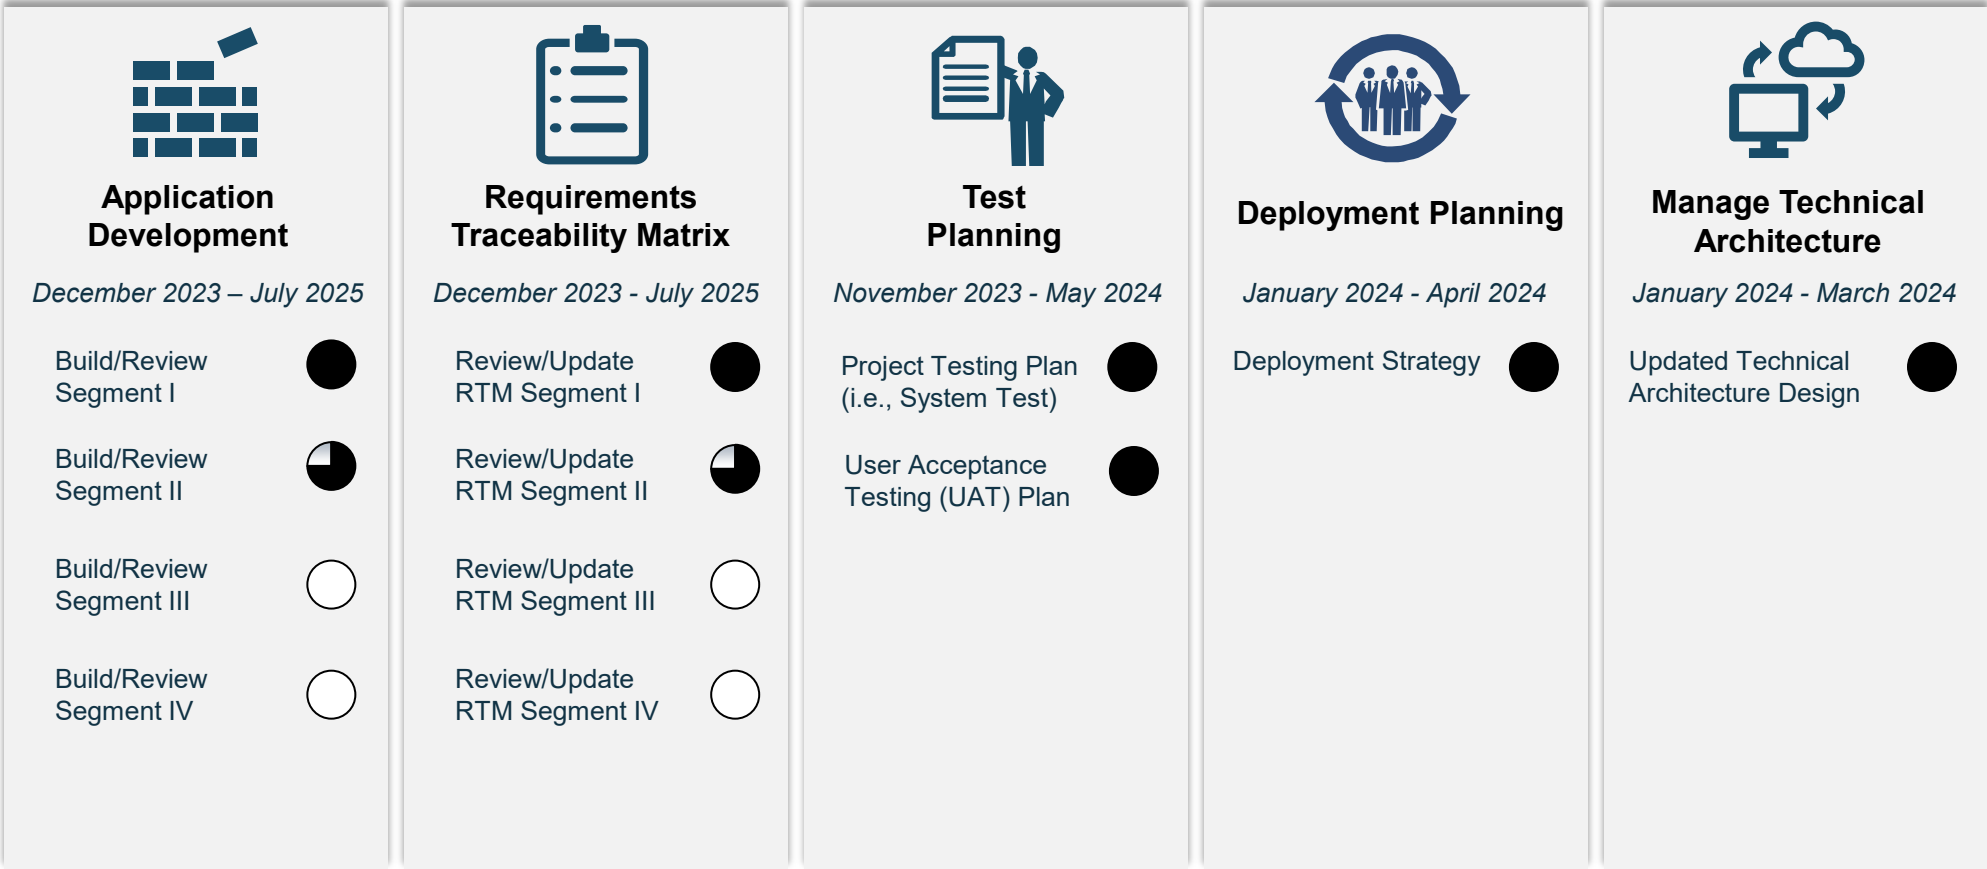 Application
Development
December 2023 – July 2025
Build/Review
Segment I
Build/Review
Segment II
Build/Review
Segment III
Build/Review
Segment IV
Requirements
Traceability Matrix
December 2023 - July 2025
Review/Update
RTM Segment I
Review/Update
RTM Segment II
Review/Update
RTM Segment III
Review/Update
RTM Segment IV
Test
Planning
November 2023 - May 2024
Project Testing Plan
(i.e., System Test)
User Acceptance
Testing (UAT) Plan
Deployment Planning
January 2024 - April 2024
Deployment Strategy
Manage Technical
Architecture
January 2024 - March 2024
Updated Technical
Architecture Design